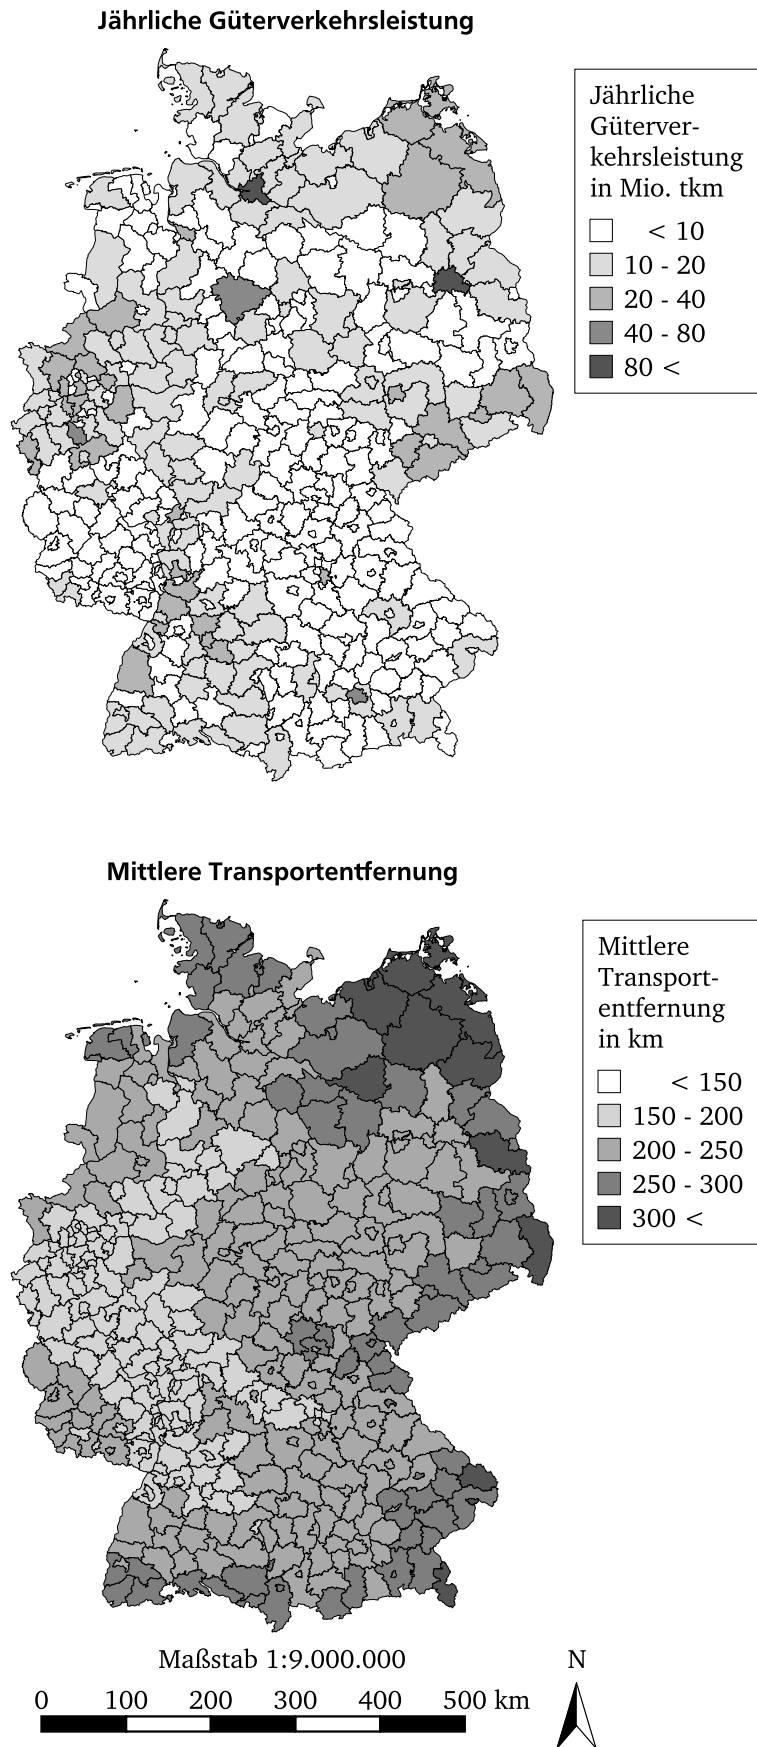 Jährliche Güterverkehrsleistung
Jährliche
Güterver-
kehrsleistung
in Mio. tkm
< 10
10 - 20
20 - 40
40 - 80
80 <
Mittlere Transportentfernung
Mittlere
Transport-
entfernung
in km
< 150
150 - 200
200 - 250
250 - 300
300 <
Maßstab 1:9.000.000
N
0 100 200 300 400 500 km